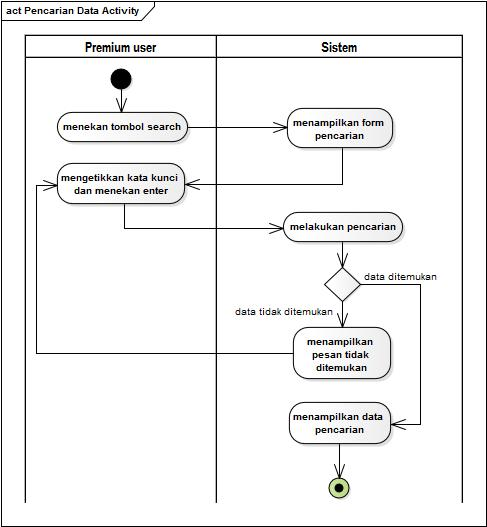 act Pencarian Data Activity
Premium user
Sistem
menekan tombol search
menampilkan form
pencarian
mengetikkan kata kunci
dan menekan enter
melakukan pencarian
data ditemukan
data tidak ditemukan
menampilkan
pesan tidak
ditemukan
menampilkan data
pencarian